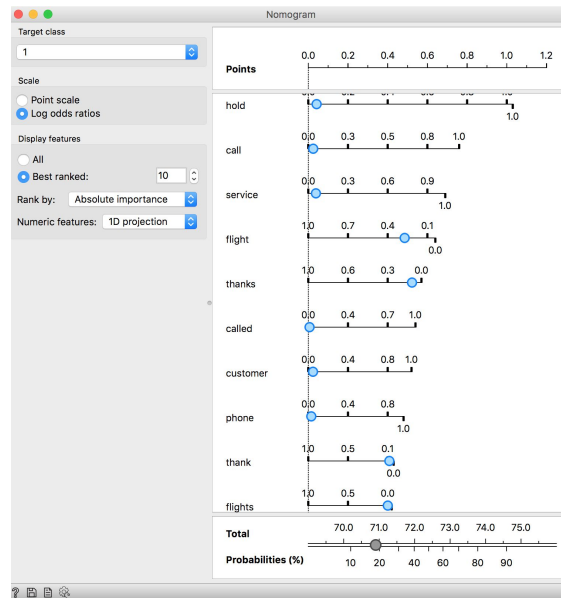 Nomogram
Target class
1
Scale
Point scale
Log odds ratios
Display features
All
Best ranked: 10
Rank by: Absolute importance
Numeric features: 1D projection
0.0 0.2 0.4 0.6 0.8 1.0 1.2
Points
hold
1.0
0.0 0.3 0.5 0.8 1.0
call
0.0 0.3 0.6 0.9
service
1.0
1.0 0.7 0.4 0.1
flight
0.0
1.0 0.6 0.3 0.0
thanks
0.0 0.4 0.7 1.0
called
0.0 0.4 0.8 1.0
customer
0.0 0.4 0.8
phone
1.0
1.0 0.5 0.1
thank
0.0
1.0 0.5 0.0
flights
70.0 71.0 72.0 73.0 74.0 75.0
Total
Probabilities (%)
10 20 40 60 80 90
?